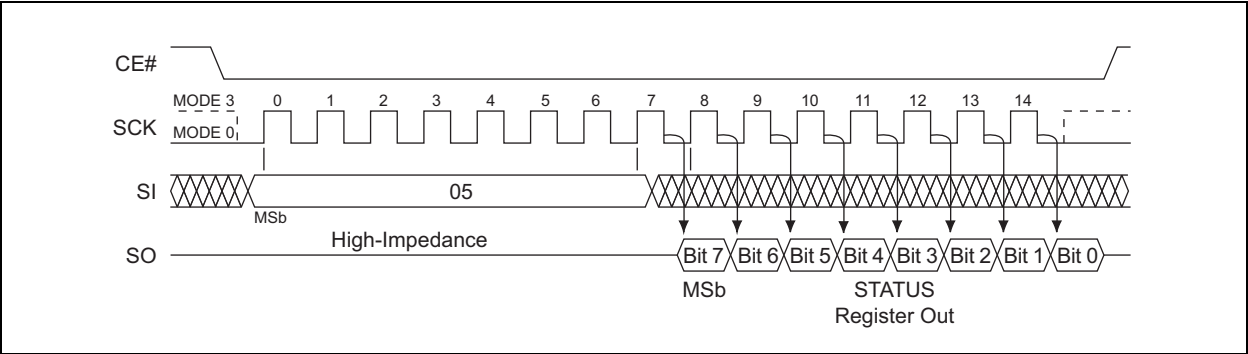 CE#
MODE 3 0 1 2 3 4 5 6 7 8 9 10 11 12 13 14
SCK
MODE 0
SI 05
MSb
High-Impedance
SO Bit 7 Bit 6 Bit 5 Bit 4 Bit 3 Bit 2 Bit 1 Bit 0
MSb STATUS
Register Out